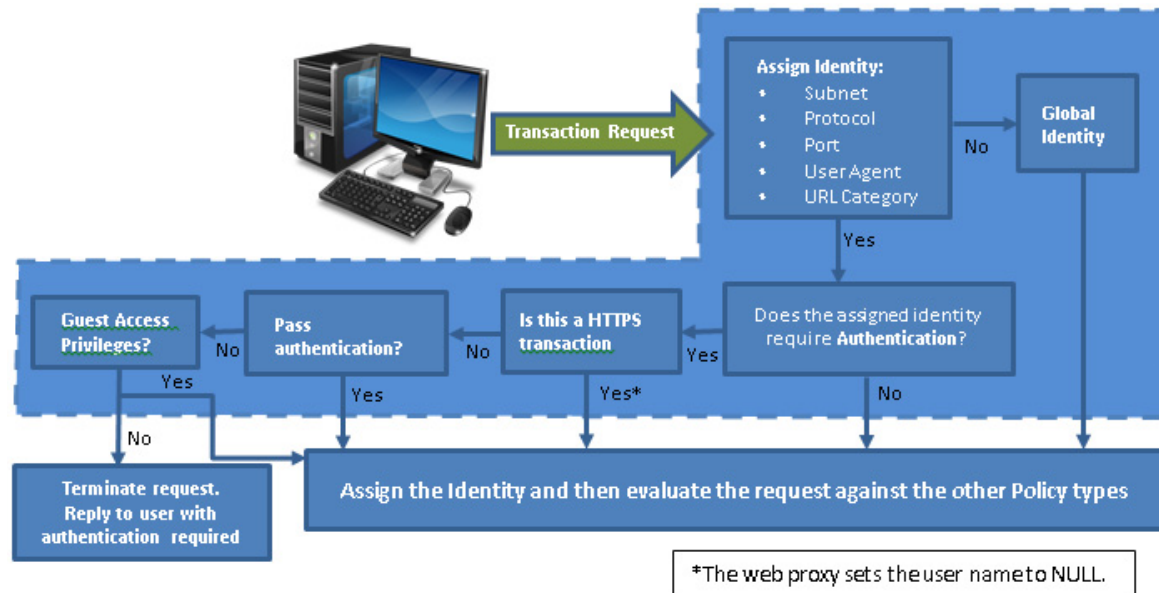 Transaction Request
Assign Identity:
• Subnet
• Protocol
• Port
• User Agent
• URL Category
No
Global
Identity
Yes
Does the assigned identity
require Authentication?
Yes
No
Is this a HTTPS
transaction
No
Yes*
Pass
authentication?
No
Yes
Guest Access
Privileges?
Yes
No
Terminate request.
Reply to user with
authentication required
Assign the Identity and then evaluate the request against the other Policy types
*The web proxy sets the user name to NULL.